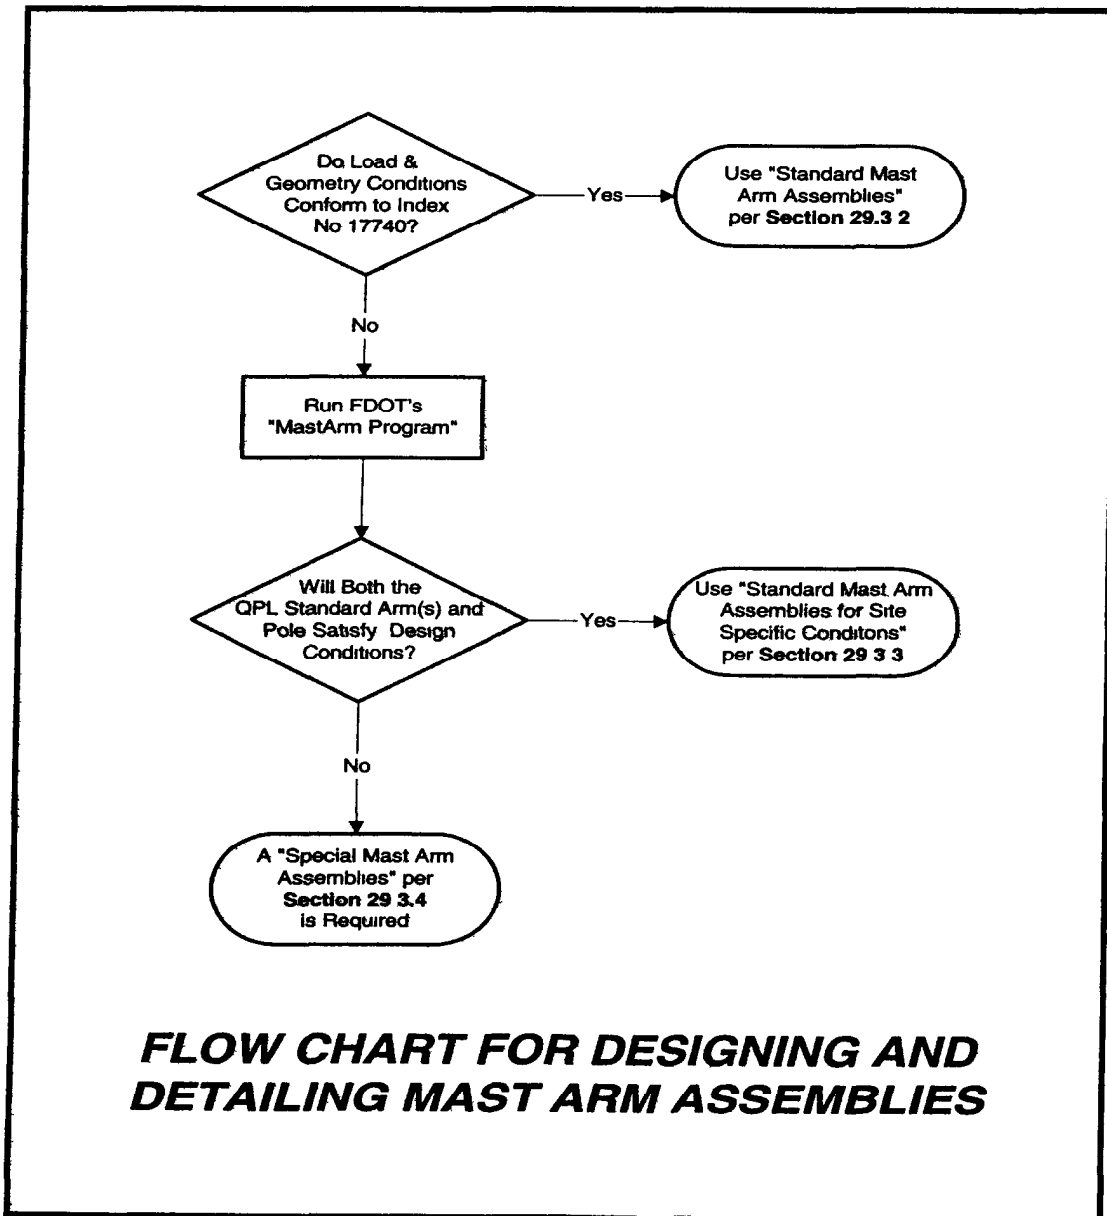 Do Load &
Geometry Conditions
Conform to Index
No 17740?
Yes
Use "Standard Mast
Arm Assemblies"
per Section 29.3 2
No
Run FDOT's
"MastArm Program"
Will Both the
QPL Standard Arm(s) and
Pole Satisfy Design
Conditions?
Yes
Use "Standard Mast Arm
Assemblies for Site
Specific Conditons"
per Section 29 3 3
No
A "Special Mast Arm
Assemblies" per
Section 29 3.4
is Required
FLOW CHART FOR DESIGNING AND
DETAILING MAST ARM ASSEMBLIES